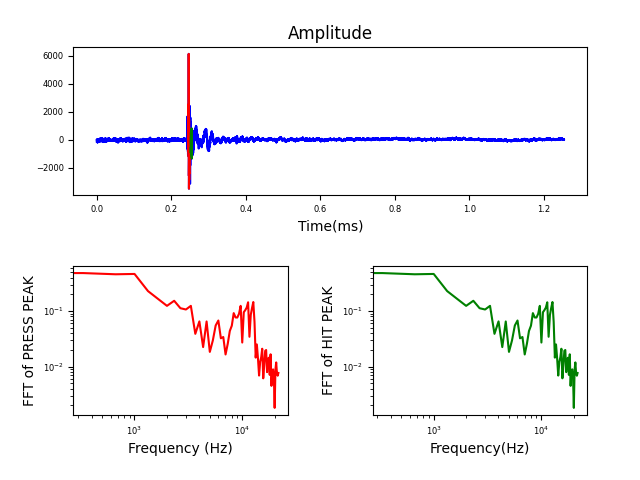 Amplitude
6000
4000
2000
0
−2000
0.0 0.2 0.4 0.6 0.8 1.0 1.2
Time(ms)
FFT of PRESS PEAK
10⁻¹
10⁻²
10³ 10⁴
Frequency (Hz)
FFT of HIT PEAK
10⁻¹
10⁻²
10³ 10⁴
Frequency(Hz)